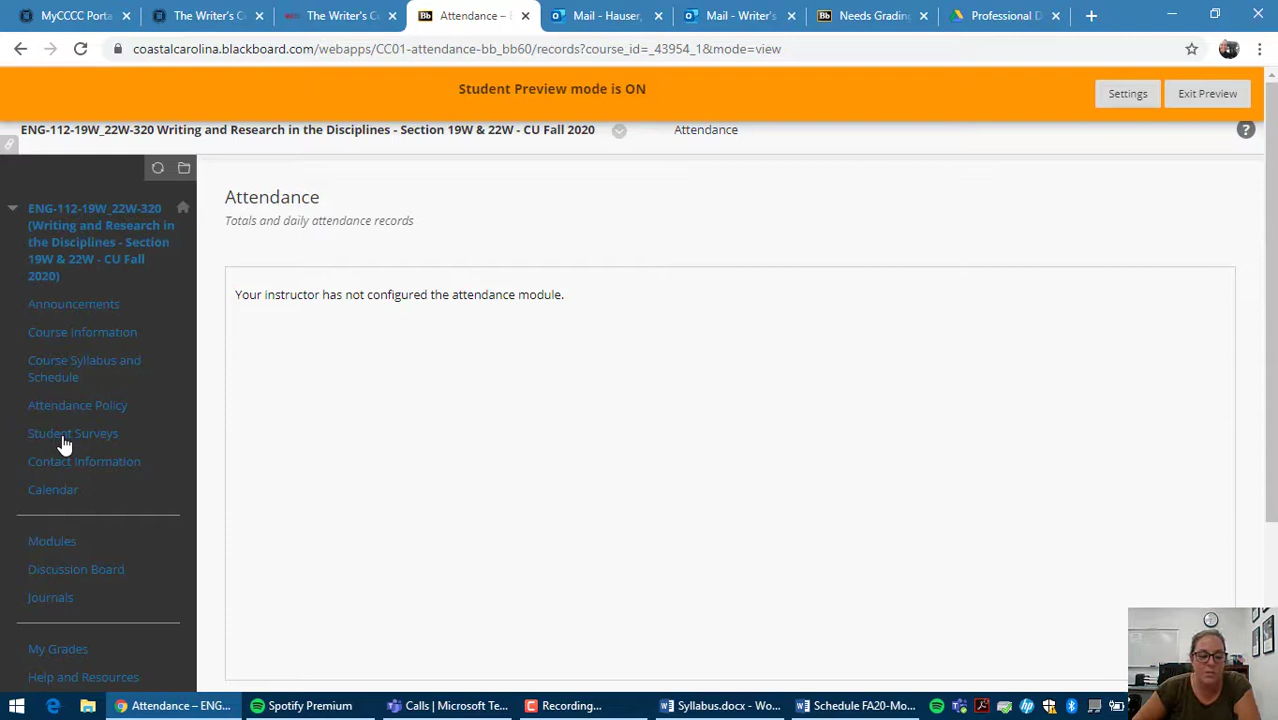 MyCCCC Porta
The Writer's C
The Writer's Cu
Attendance –
Mail - Hauser,
Mail - Writer's
Needs Grading
Professional D
coastalcarolina.blackboard.com/webapps/CC01-attendance-bb_bb60/records?course_id=_43954_1&mode=view
Student Preview mode is ON
Settings
Exit Preview
ENG-112-19W_22W-320 Writing and Research in the Disciplines - Section 19W & 22W - CU Fall 2020
Attendance
ENG-112-19W_22W-320
(Writing and Research in
the Disciplines - Section
19W & 22W - CU Fall
2020)
Announcements
Course Information
Course Syllabus and
Schedule
Attendance Policy
Student Surveys
Contact Information
Calendar
Modules
Discussion Board
Journals
My Grades
Help and Resources
Attendance
Totals and daily attendance records
Your instructor has not configured the attendance module.
Attendance – ENG...
Spotify Premium
Calls | Microsoft Te...
Recording...
Syllabus.docx - Wo...
Schedule FA20-Mo...